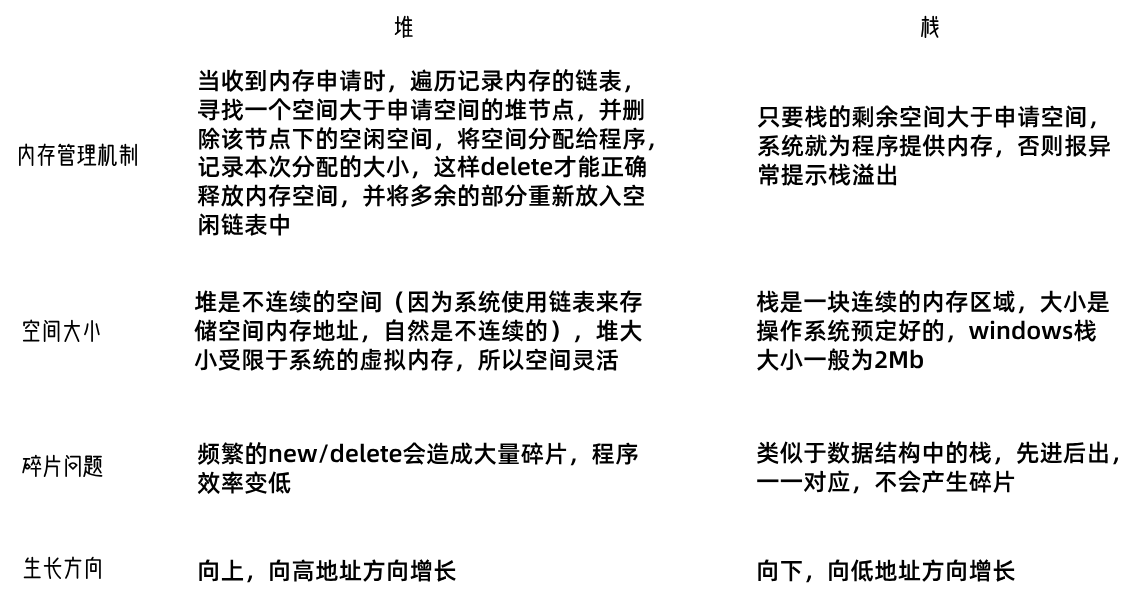 堆
栈
内存管理机制
当收到内存申请时，遍历记录内存的链表，
寻找一个空间大于申请空间的堆节点，并删
除该节点下的空闲空间，将空间分配给程序，
记录本次分配的大小，这样delete才能正确
释放内存空间，并将多余的部分重新放入空
闲链表中
只要栈的剩余空间大于申请空间，
系统就为程序提供内存，否则报异
常提示栈溢出
空间大小
堆是不连续的空间（因为系统使用链表来存
储空间内存地址，自然是不连续的），堆大
小受限于系统的虚拟内存，所以空间灵活
栈是一块连续的内存区域，大小是
操作系统预定好的，windows栈
大小一般为2Mb
碎片问题
频繁的new/delete会造成大量碎片，程序
效率变低
类似于数据结构中的栈，先进后出，
一一对应，不会产生碎片
生长方向
向上，向高地址方向增长
向下，向低地址方向增长